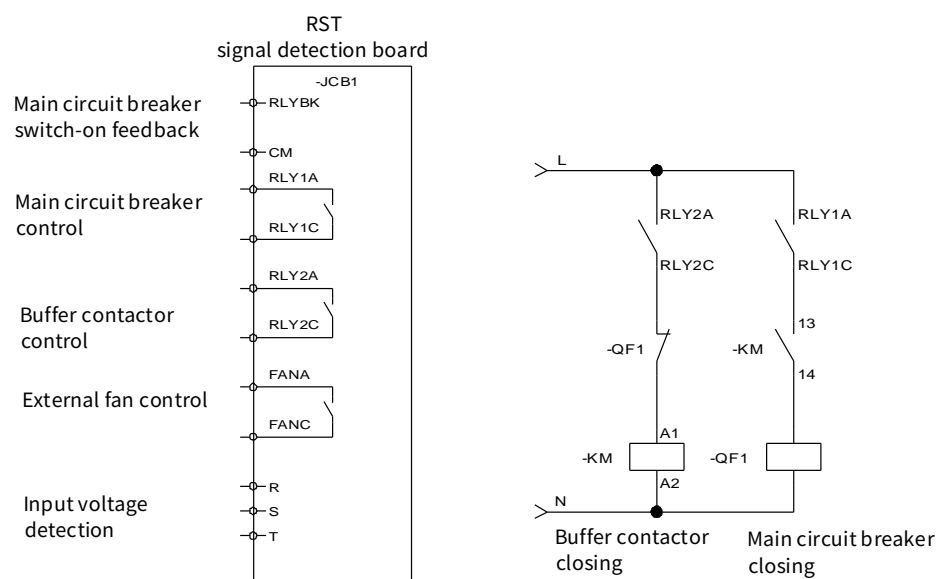 RST
signal detection board
-JCB1
Main circuit breaker
switch-on feedback
RLYBK
CM
Main circuit breaker
control
RLY1A
RLY1C
Buffer contactor
control
RLY2A
RLY2C
External fan control
FANA
FANC
Input voltage
detection
R
S
T
L
RLY2A
RLY2C
RLY1A
RLY1C
-QF1
-KM
13
14
-KM
A1
A2
-QF1
N
Buffer contactor
closing
Main circuit breaker
closing